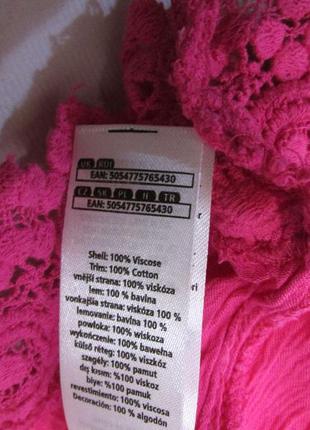 UK ROI
EAN: 5054775765430
CZ SK PL H TR
EAN: 5054775765430
Shell: 100% Viscose
Trim: 100% Cotton
vnější strana: 100% viskóza
lem: 100 % bavlna
vonkajšia strana: viskóza 100 %
lemovanie: bavlna 100 %
powłoka: 100% wiskoza
wykończenie: 100% bawełna
külső réteg: 100% viszkóz
szagély: 100% pamut
dış kısım: %100 viskoz
biye: %100 pamuk
revestimiento: 100% viscosa
Decoración: 100 % algodón